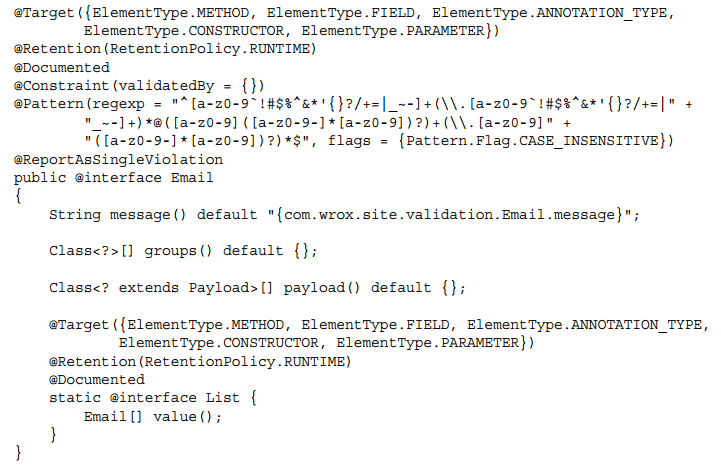 @Target({ElementType.METHOD, ElementType.FIELD, ElementType.ANNOTATION_TYPE,
        ElementType.CONSTRUCTOR, ElementType.PARAMETER})
@Retention(RetentionPolicy.RUNTIME)
@Documented
@Constraint(validatedBy = {})
@Pattern(regexp = "^[a-z0-9`!#$%^&*'{}?/+=|_~-]+(\\.[a-z0-9`!#$%^&*'{}?/+=|" +
        "_~-]+)*@([a-z0-9]([a-z0-9-]*[a-z0-9])?)+(\\.[a-z0-9]" +
        "([a-z0-9-]*[a-z0-9])?)*$", flags = {Pattern.Flag.CASE_INSENSITIVE})
@ReportAsSingleViolation
public @interface Email
{
    String message() default "{com.wrox.site.validation.Email.message}";
    Class<?>[] groups() default {};
    Class<? extends Payload>[] payload() default {};
    @Target({ElementType.METHOD, ElementType.FIELD, ElementType.ANNOTATION_TYPE,
            ElementType.CONSTRUCTOR, ElementType.PARAMETER})
    @Retention(RetentionPolicy.RUNTIME)
    @Documented
    static @interface List {
        Email[] value();
    }
}